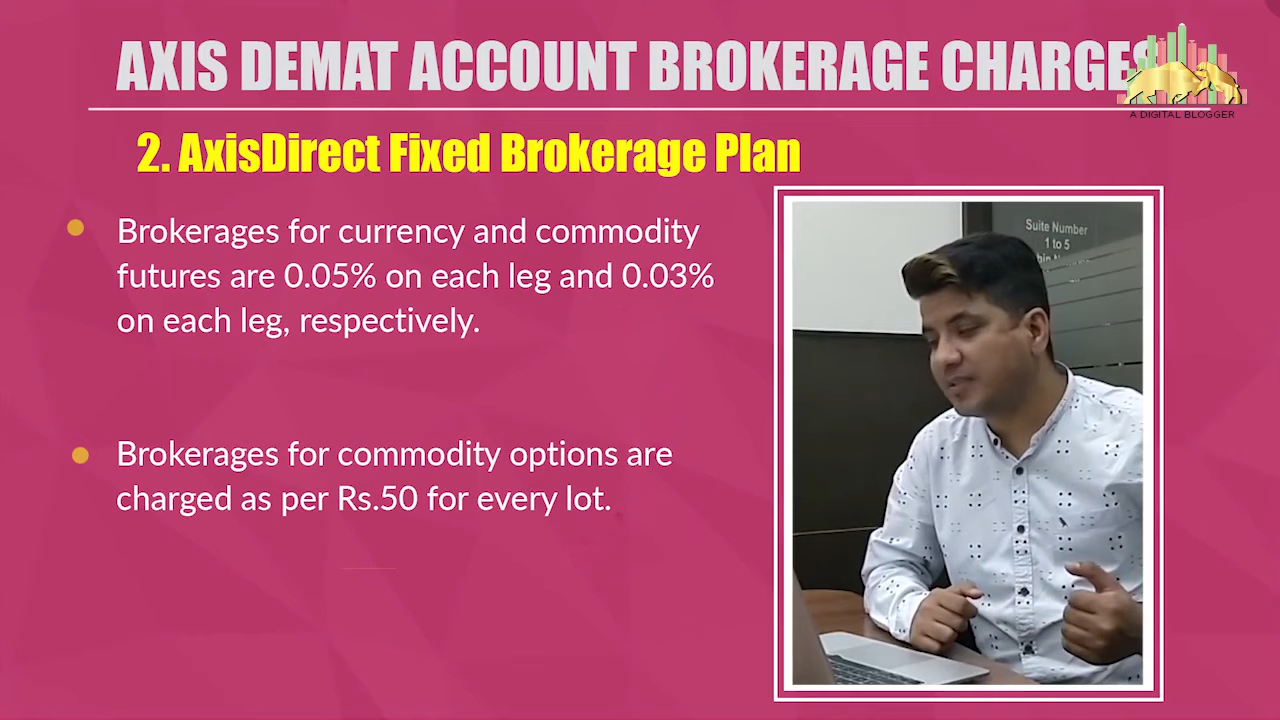 AXIS DEMAT ACCOUNT BROKERAGE CHARGES
A DIGITAL BLOGGER
2. AxisDirect Fixed Brokerage Plan
Brokerages for currency and commodity
futures are 0.05% on each leg and 0.03%
on each leg, respectively.
Brokerages for commodity options are
charged as per Rs.50 for every lot.
Suite Number
1 to 5